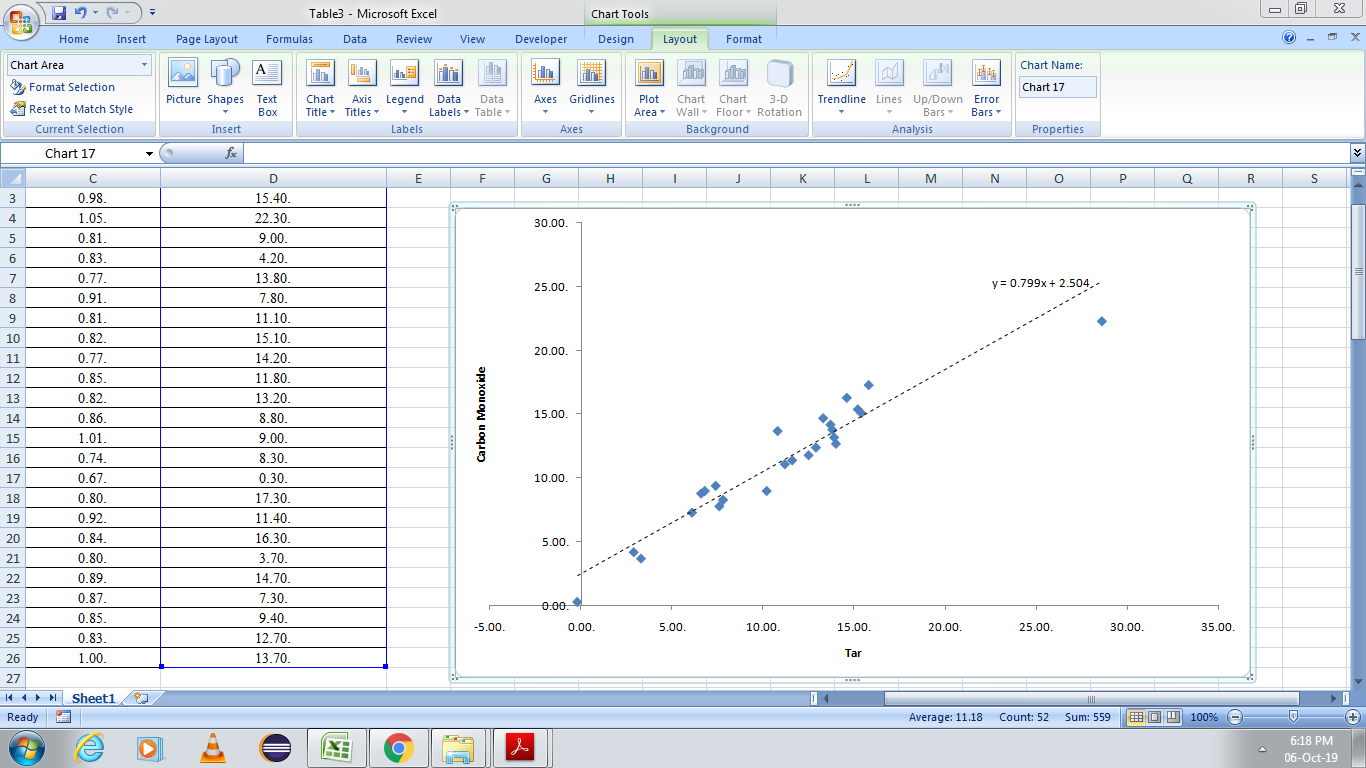 Table3 - Microsoft Excel
Chart Tools
Home Insert Page Layout Formulas Data Review View Developer Design Layout Format
Chart Area
Format Selection
Reset to Match Style
Current Selection
Picture Shapes Text Box
Insert
Chart Title Axis Titles Legend Data Labels Data Table
Labels
Axes Gridlines
Axes
Plot Area Chart Wall Chart Floor 3-D Rotation
Background
Trendline Lines Up/Down Bars Error Bars
Analysis
Chart Name:
Chart 17
Properties
Chart 17 fx
C D E F G H I J K L M N O P Q R S
3 0.98. 15.40.
4 1.05. 22.30.
5 0.81. 9.00.
6 0.83. 4.20.
7 0.77. 13.80.
8 0.91. 7.80.
9 0.81. 11.10.
10 0.82. 15.10.
11 0.77. 14.20.
12 0.85. 11.80.
13 0.82. 13.20.
14 0.86. 8.80.
15 1.01. 9.00.
16 0.74. 8.30.
17 0.67. 0.30.
18 0.80. 17.30.
19 0.92. 11.40.
20 0.84. 16.30.
21 0.80. 3.70.
22 0.89. 14.70.
23 0.87. 7.30.
24 0.85. 9.40.
25 0.83. 12.70.
26 1.00. 13.70.
27
30.00.
25.00.
20.00.
15.00.
10.00.
5.00.
0.00.
Carbon Monoxide
y = 0.799x + 2.504
-5.00. 0.00. 5.00. 10.00. 15.00. 20.00. 25.00. 30.00. 35.00.
Tar
Sheet1
Ready
Average: 11.18 Count: 52 Sum: 559
100%
6:18 PM
06-Oct-19